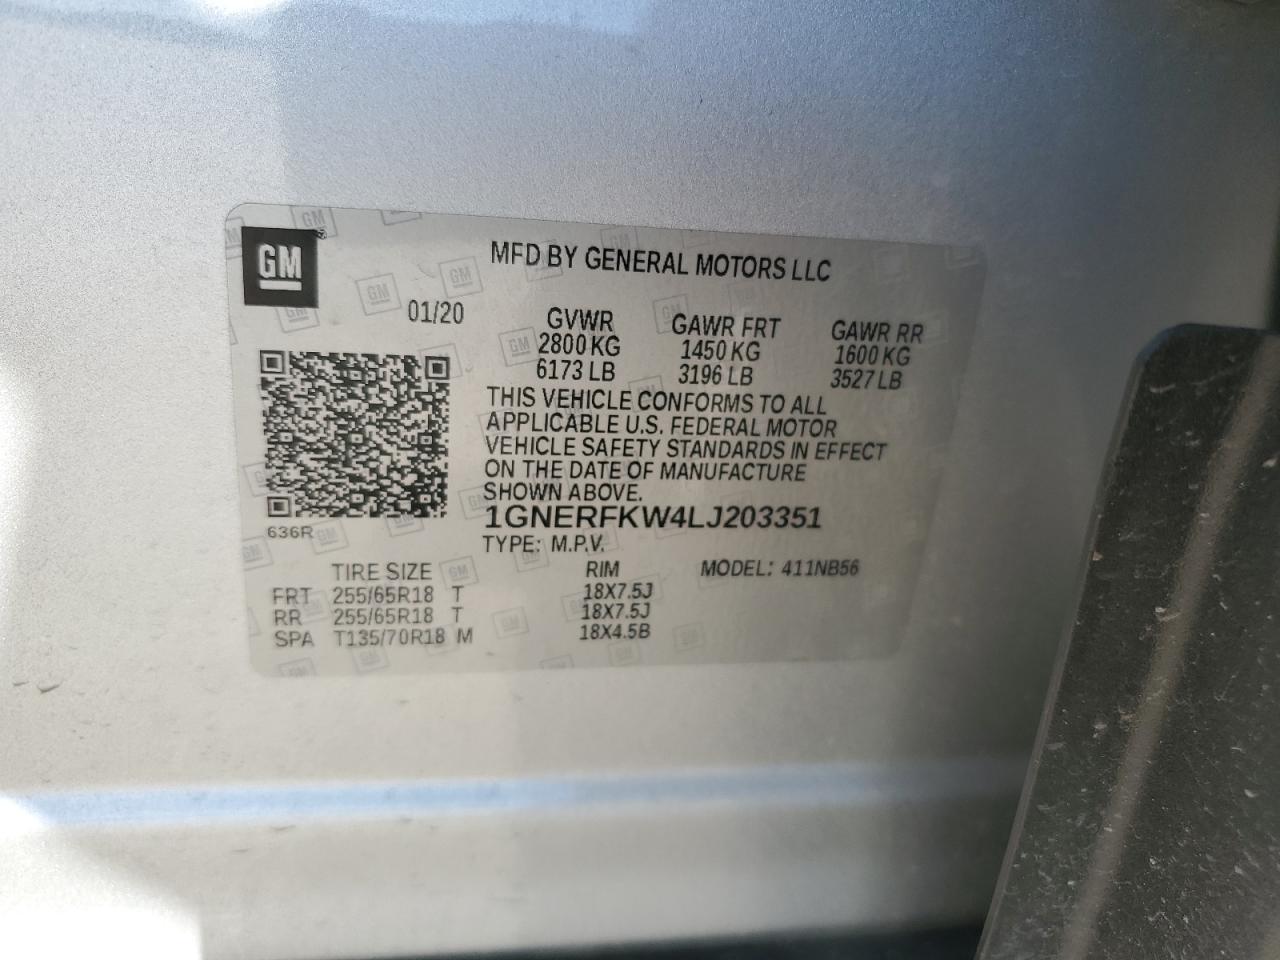 GM
MFD BY GENERAL MOTORS LLC
01/20
GVWR GAWR FRT GAWR RR
2800 KG 1450 KG 1600 KG
6173 LB 3196 LB 3527 LB
THIS VEHICLE CONFORMS TO ALL
APPLICABLE U.S. FEDERAL MOTOR
VEHICLE SAFETY STANDARDS IN EFFECT
ON THE DATE OF MANUFACTURE
SHOWN ABOVE.
1GNERFKW4LJ203351
636R
TYPE: M.P.V.
TIRE SIZE RIM MODEL: 411NB56
FRT 255/65R18 T 18X7.5J
RR 255/65R18 T 18X7.5J
SPA T135/70R18 M 18X4.5B